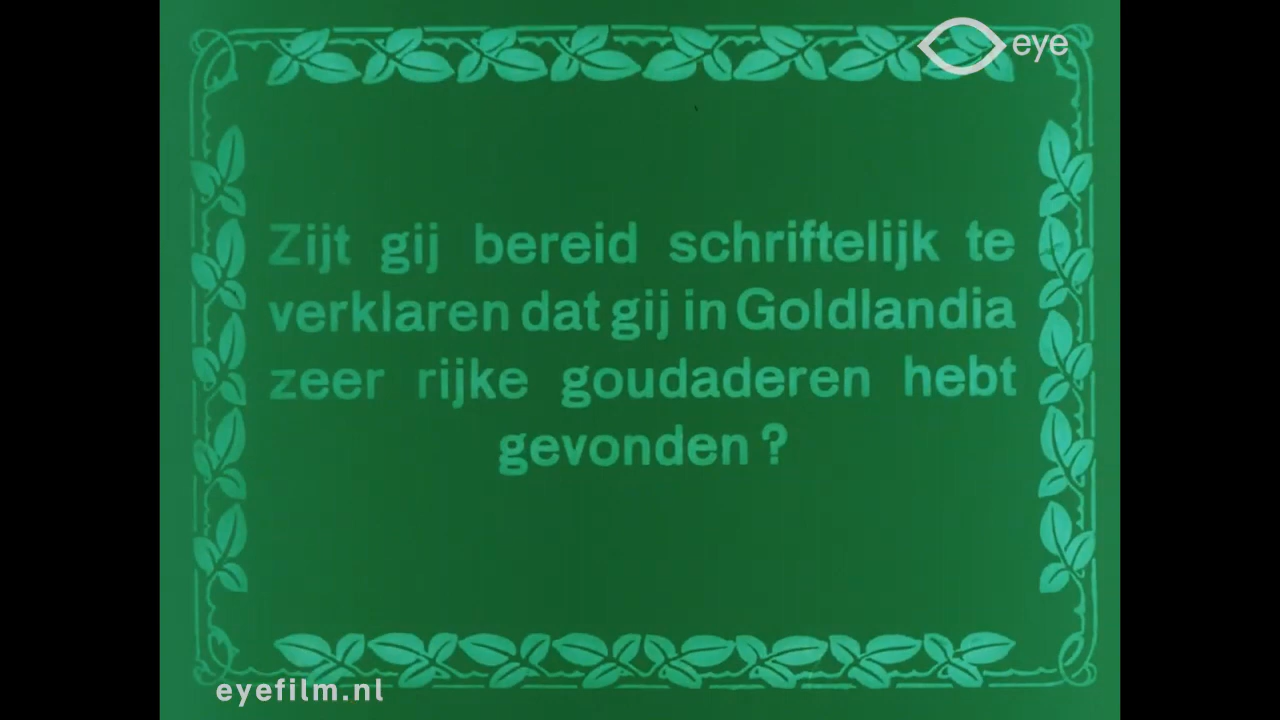 eye
Zijt gij bereid schriftelijk te
verklaren dat gij in Goldlandia
zeer rijke goudaderen hebt
gevonden ?
eyefilm.nl